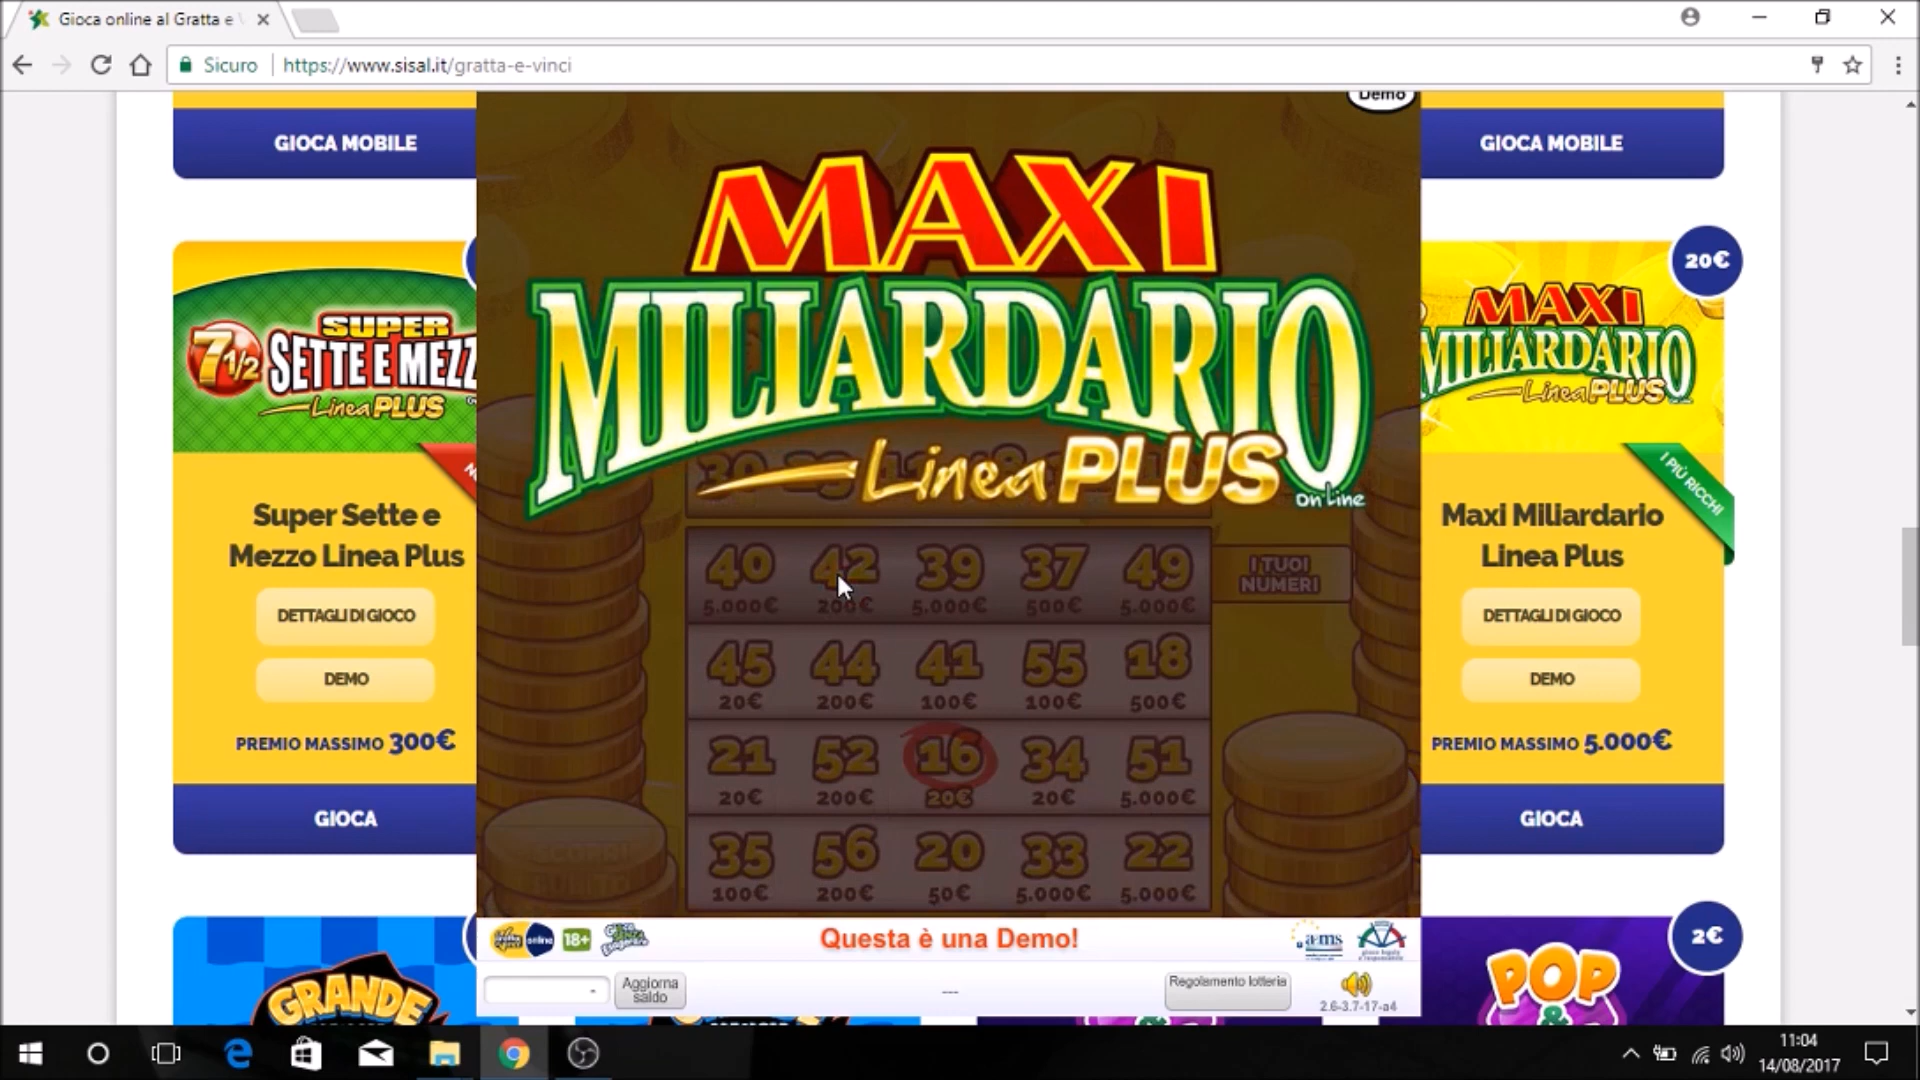 Gioca online al Gratta e
Sicuro
https://www.sisal.it/gratta-e-vinci
GIOCA MOBILE
Demo
GIOCA MOBILE
MAXI
MILIARDARIO
Linea PLUS
on line
SUPER
7 1/2 SETTE E MEZZ
Linea PLUS
Super Sette e
Mezzo Linea Plus
DETTAGLI DI GIOCO
DEMO
PREMIO MASSIMO 300€
GIOCA
40 42 39 37 49
5.000€ 200€ 5.000€ 500€ 5.000€
I TUOI
NUMERI
45 44 41 55 18
20€ 200€ 100€ 100€ 500€
21 52 16 34 51
20€ 200€ 20€ 20€ 5.000€
35 56 20 33 22
100€ 200€ 50€ 5.000€ 5.000€
20€
MAXI
MILIARDARIO
Linea PLUS
I PIÙ RICCHI
Maxi Miliardario
Linea Plus
DETTAGLI DI GIOCO
DEMO
PREMIO MASSIMO 5.000€
GIOCA
online
18+
Questa è una Demo!
aams
Aggiorna
saldo
---
Regolamento lotteria
2.6-3.7-17-a4
GRANDE
2€
POP
&
11:04
14/08/2017